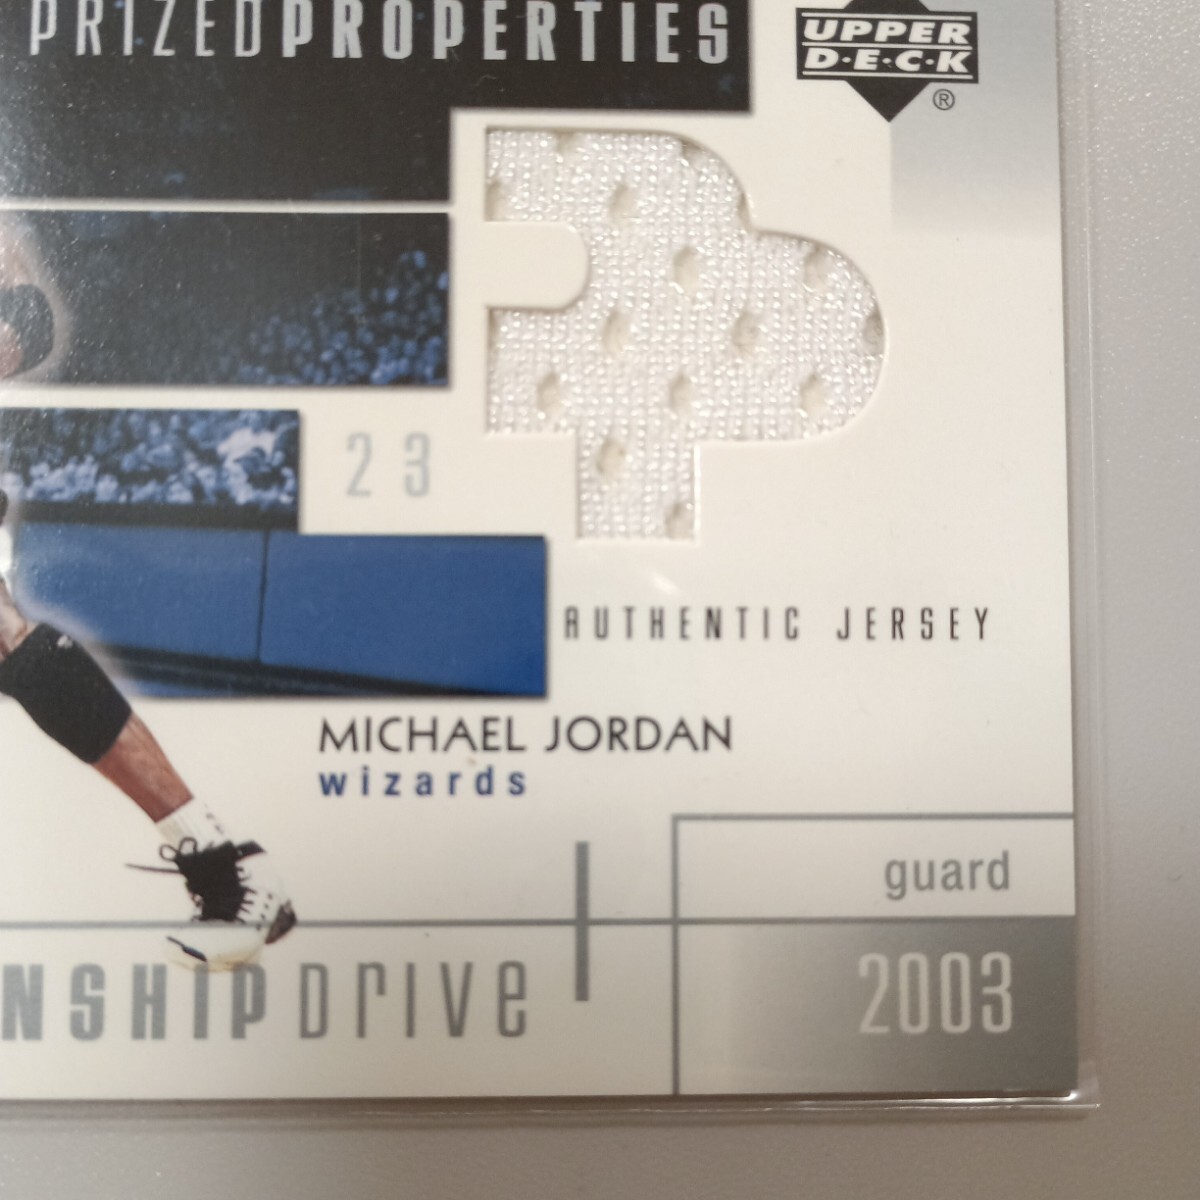 PRIZEDPROPERTIES
UPPER
D·E·C·K
®
23
AUTHENTIC JERSEY
MICHAEL JORDAN
wizards
guard
NSHIPDRIVE
2003